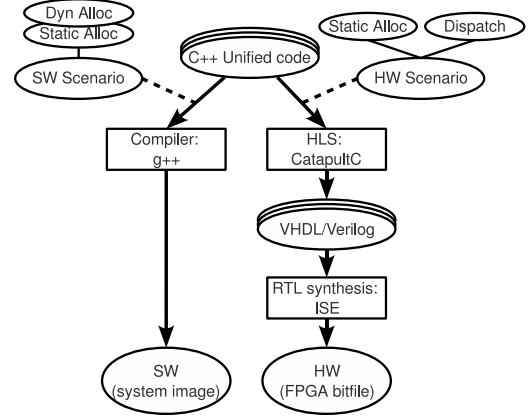 Dyn Alloc
Static Alloc
SW Scenario
C++ Unified code
Static Alloc
Dispatch
HW Scenario
Compiler:
g++
HLS:
CatapultC
VHDL/Verilog
RTL synthesis:
ISE
SW
(system image)
HW
(FPGA bitfile)